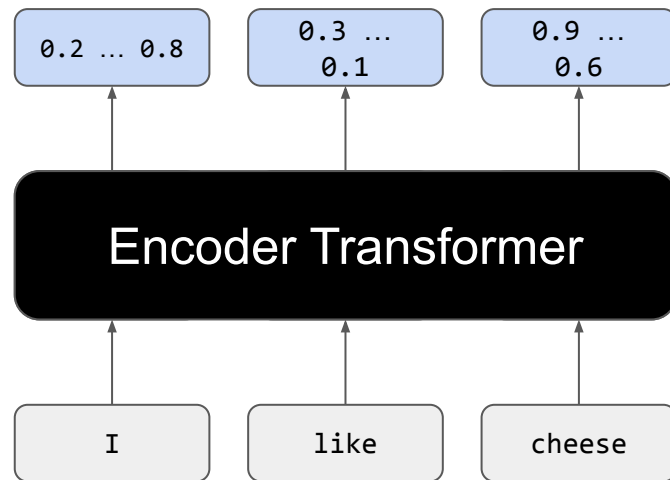 0.2 … 0.8
0.3 …
0.1
0.9 …
0.6
Encoder Transformer
I
like
cheese